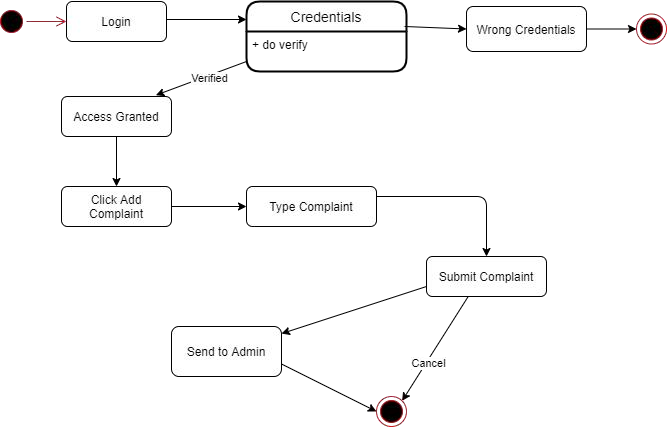 Login
Credentials
+ do verify
Wrong Credentials
Verified
Access Granted
Click Add
Complaint
Type Complaint
Submit Complaint
Send to Admin
Cancel